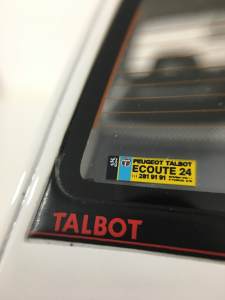 PEUGEOT TALBOT
ECOUTE 24
281 91 91
TALBOT